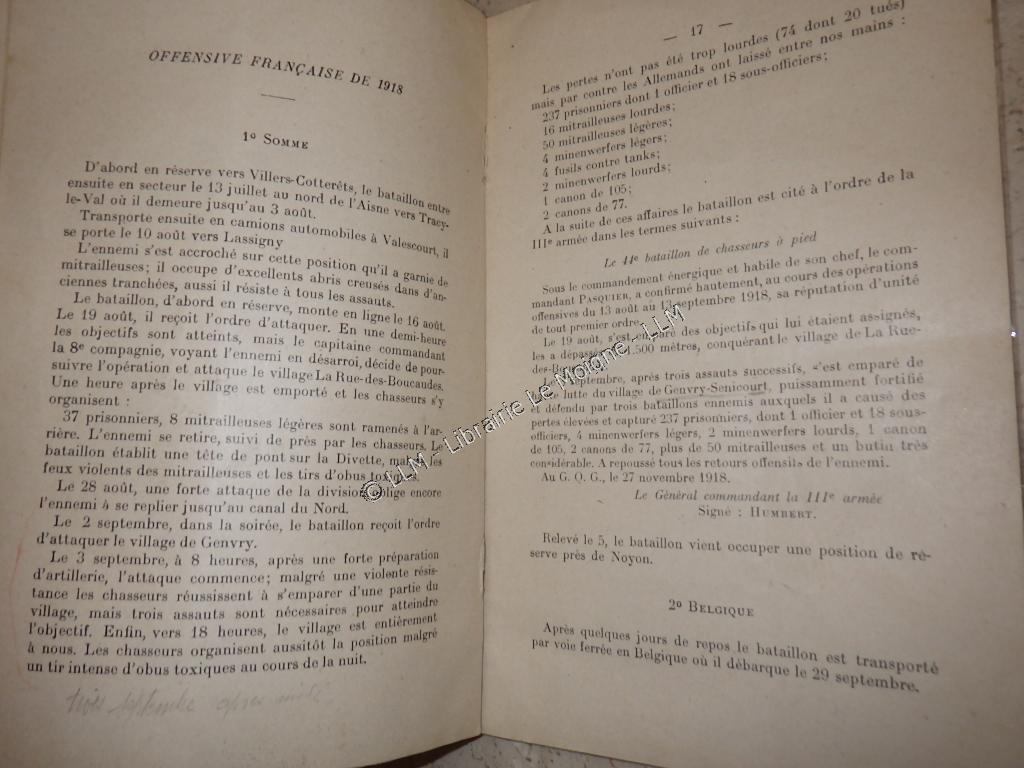 OFFENSIVE FRANÇAISE DE 1918
1º SOMME
D'abord en réserve vers Villers-Cotterêts, le bataillon entre
ensuite en secteur le 13 juillet au nord de l'Aisne vers Tracy-
le-Val où il demeure jusqu'au 3 août.
Transporte ensuite en camions automobiles à Valescourt, il
se porte le 10 août vers Lassigny
L'ennemi s'est accroché sur cette position qu'il a garnie de
mitrailleuses; il occupe d'excellents abris creusés dans d'an-
ciennes tranchées, aussi il résiste à tous les assauts.
Le bataillon, d'abord en réserve, monte en ligne le 16 août.
Le 19 août, il reçoit l'ordre d'attaquer. En une demi-heure
les objectifs sont atteints, mais le capitaine commandant
la 8e compagnie, voyant l'ennemi en désarroi, décide de pour-
suivre l'opération et attaque le village La Rue-des-Boucaudes.
Une heure après le village est emporté et les chasseurs s'y
organisent :
37 prisonniers, 8 mitrailleuses légères sont ramenés à l'ar-
rière. L'ennemi se retire, suivi de près par les chasseurs. Le
bataillon établit une tête de pont sur la Divette, malgré les
feux violents des mitrailleuses et les tirs d'obus toxiques
Le 28 août, une forte attaque de la division oblige encore
l'ennemi à se replier jusqu'au canal du Nord.
Le 2 septembre, dans la soirée, le bataillon reçoit l'ordre
d'attaquer le village de Genvry.
Le 3 septembre, à 8 heures, après une forte préparation
d'artillerie, l'attaque commence; malgré une violente résis-
tance les chasseurs réussissent à s'emparer d'une partie du
village, mais trois assauts sont nécessaires pour atteindre
l'objectif. Enfin, vers 18 heures, le village est entièrement
à nous. Les chasseurs organisent aussitôt la position malgré
un tir intense d'obus toxiques au cours de la nuit.
septembre après
— 17 —
Les pertes n'ont pas été trop lourdes (74 dont 20 tués)
mais par contre les Allemands ont laissé entre nos mains :
237 prisonniers dont 1 officier et 18 sous-officiers;
16 mitrailleuses lourdes;
50 mitrailleuses légères;
4 minenwerfers légers;
4 fusils contre tanks;
2 minenwerfers lourds;
1 canon de 105;
2 canons de 77.
A la suite de ces affaires le bataillon est cité à l'ordre de la
IIIe armée dans les termes suivants :
Le 44e bataillon de chasseurs à pied
Sous le commandement énergique et habile de son chef, le com-
mandant PASQUIER, a confirmé hautement, au cours des opérations
offensives du 13 août au 13 septembre 1918, sa réputation d'unité
de tout premier ordre.
Le 19 août, s'est emparé des objectifs qui lui étaient assignés,
les a dépassés 1.500 mètres, conquérant le village de La Rue-
des-
septembre, après trois assauts successifs, s'est emparé de
lutte du village de Genvry-Senicourt, puissamment fortifié
et défendu par trois bataillons ennemis auxquels il a causé des
pertes élevées et capturé 237 prisonniers, dont 1 officier et 18 sous-
officiers, 4 minenwerfers légers, 2 minenwerfers lourds, 1 canon
de 105, 2 canons de 77, plus de 50 mitrailleuses et un butin très
considérable. A repoussé tous les retours offensifs de l'ennemi.
Au G. Q. G., le 27 novembre 1918.
Le Général commandant la IIIe armée
Signé : HUMBERT.
Relevé le 5, le bataillon vient occuper une position de ré-
serve près de Noyon.
2º BELGIQUE
Après quelques jours de repos le bataillon est transporté
par voie ferrée en Belgique où il débarque le 29 septembre.
© LLM - Librairie Le Moigne - LLM